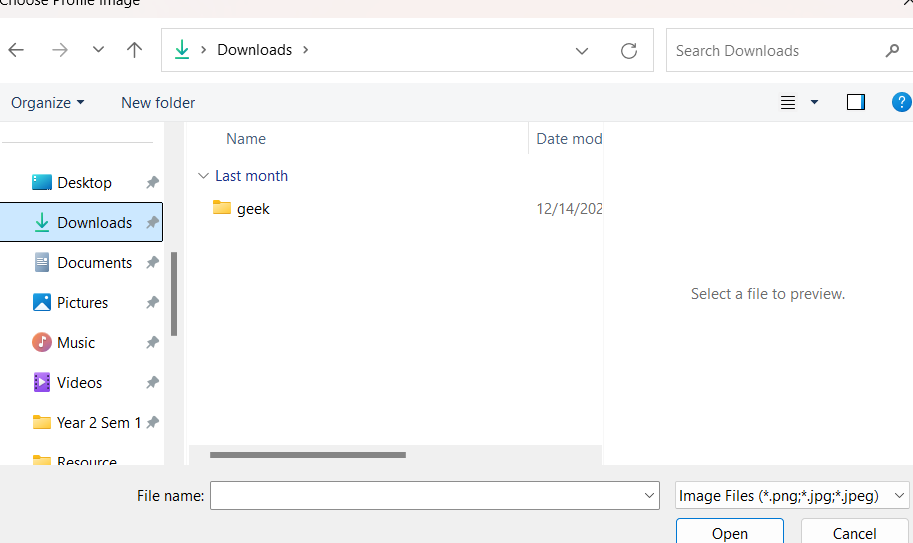 Choose Profile Image
Downloads
Search Downloads
Organize
New folder
?
Name
Date mod
Desktop
Last month
geek
12/14/202
Downloads
Documents
Select a file to preview.
Pictures
Music
Videos
Year 2 Sem 1
Resource
File name:
Image Files (*.png;*.jpg;*.jpeg)
Open
Cancel